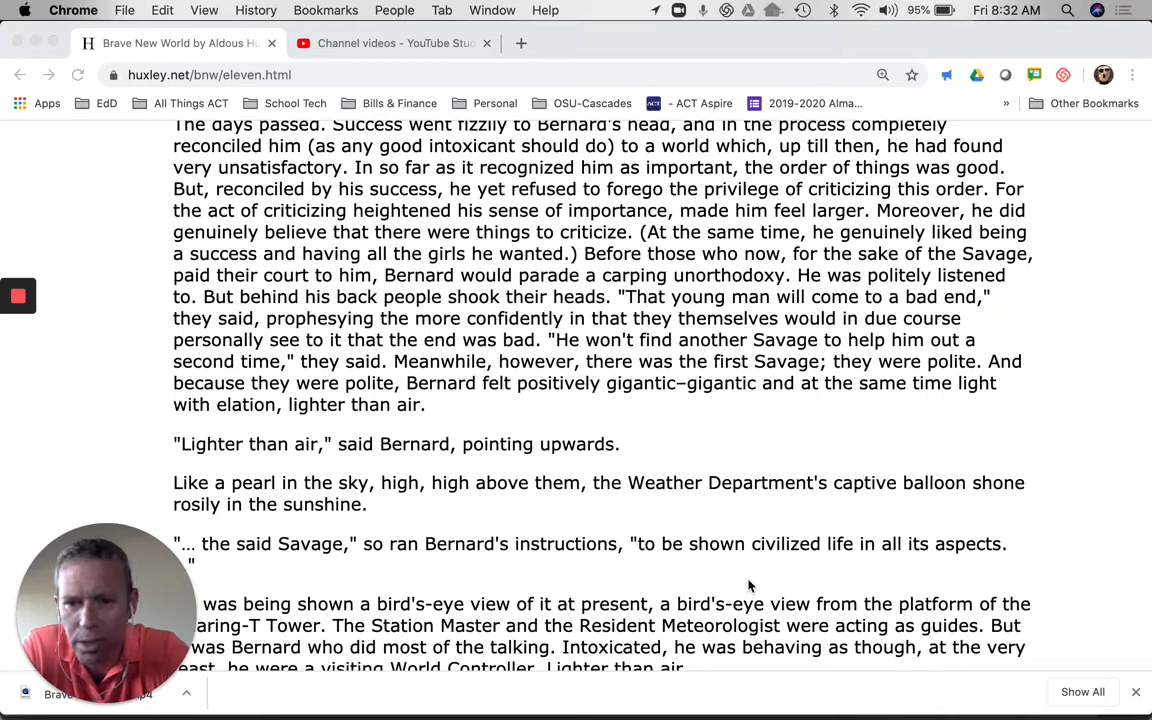 Chrome File Edit View History Bookmarks People Tab Window Help 95% Fri 8:32 AM
H Brave New World by Aldous Hu Channel videos - YouTube Stud
huxley.net/bnw/eleven.html
Apps EdD All Things ACT School Tech Bills & Finance Personal OSU-Cascades ACT - ACT Aspire 2019-2020 Alma... » Other Bookmarks
The days passed. Success went fizzily to Bernard's head, and in the process completely
reconciled him (as any good intoxicant should do) to a world which, up till then, he had found
very unsatisfactory. In so far as it recognized him as important, the order of things was good.
But, reconciled by his success, he yet refused to forego the privilege of criticizing this order. For
the act of criticizing heightened his sense of importance, made him feel larger. Moreover, he did
genuinely believe that there were things to criticize. (At the same time, he genuinely liked being
a success and having all the girls he wanted.) Before those who now, for the sake of the Savage,
paid their court to him, Bernard would parade a carping unorthodoxy. He was politely listened
to. But behind his back people shook their heads. "That young man will come to a bad end,"
they said, prophesying the more confidently in that they themselves would in due course
personally see to it that the end was bad. "He won't find another Savage to help him out a
second time," they said. Meanwhile, however, there was the first Savage; they were polite. And
because they were polite, Bernard felt positively gigantic–gigantic and at the same time light
with elation, lighter than air.
"Lighter than air," said Bernard, pointing upwards.
Like a pearl in the sky, high, high above them, the Weather Department's captive balloon shone
rosily in the sunshine.
"… the said Savage," so ran Bernard's instructions, "to be shown civilized life in all its aspects.
"
was being shown a bird's-eye view of it at present, a bird's-eye view from the platform of the
aring-T Tower. The Station Master and the Resident Meteorologist were acting as guides. But
was Bernard who did most of the talking. Intoxicated, he was behaving as though, at the very
east, he were a visiting World Controller. Lighter than air.
Brave p4 Show All